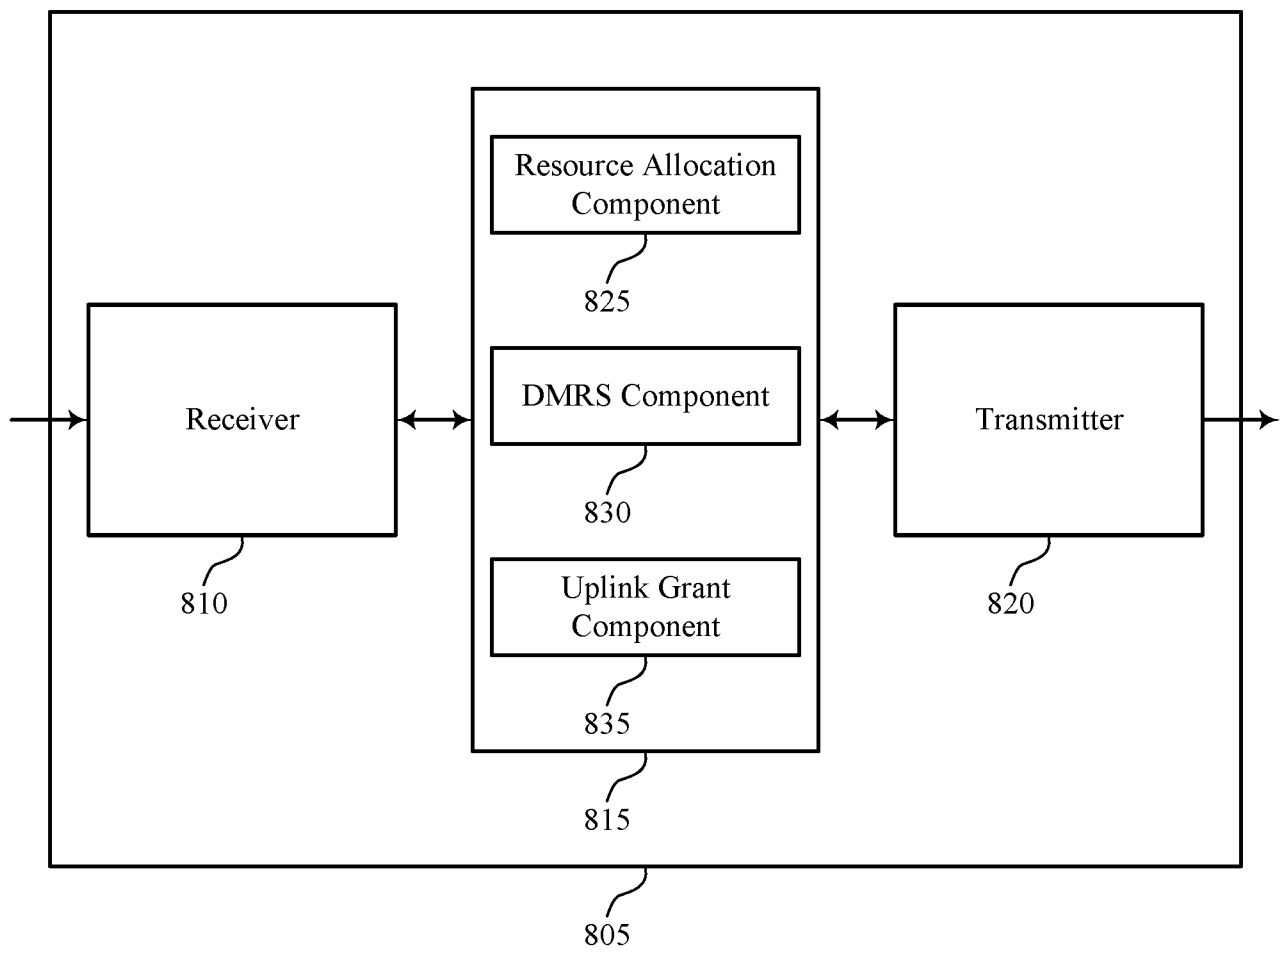 Resource Allocation
Component
825
Receiver
810
DMRS Component
830
Transmitter
820
Uplink Grant
Component
835
815
805